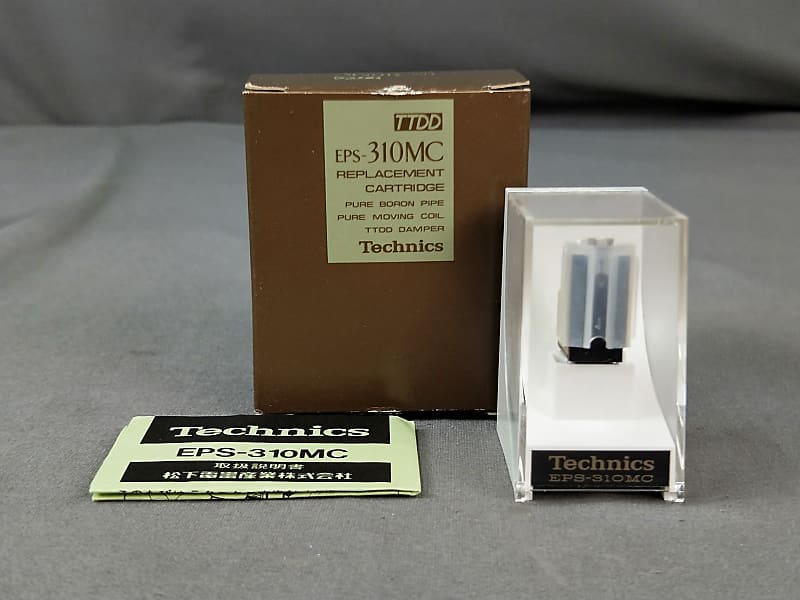 TTDD
EPS-310MC
REPLACEMENT
CARTRIDGE
PURE BORON PIPE
PURE MOVING COIL
TTDD DAMPER
Technics
Technics
EPS-310MC
取扱説明書
松下電器産業株式会社
Technics
EPS-310MC